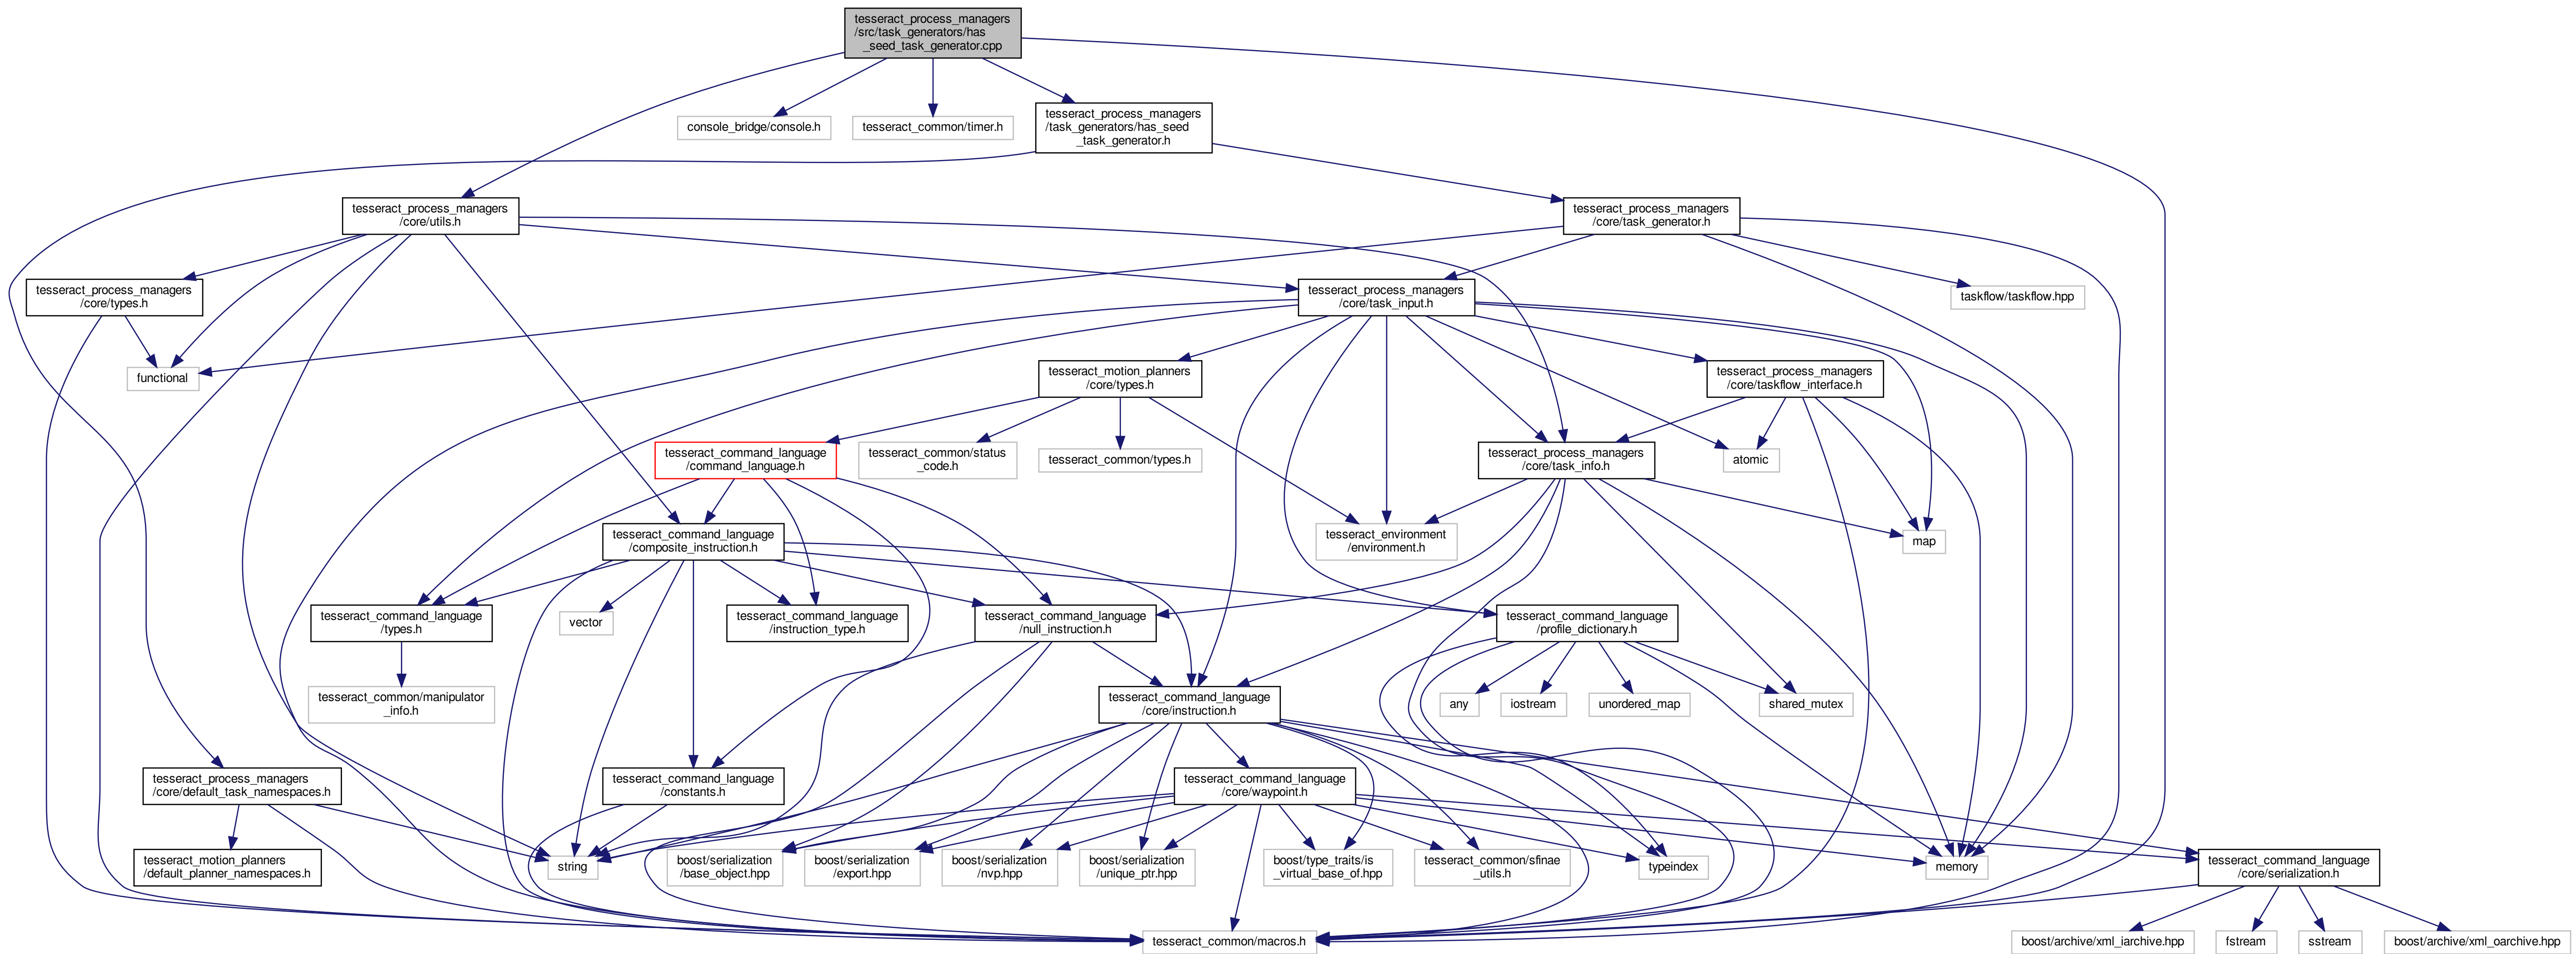 tesseract_process_managers
/src/task_generators/has
_seed_task_generator.cpp
console_bridge/console.h
tesseract_common/timer.h
tesseract_process_managers
/task_generators/has_seed
_task_generator.h
tesseract_process_managers
/core/utils.h
tesseract_process_managers
/core/task_generator.h
tesseract_process_managers
/core/types.h
tesseract_process_managers
/core/task_input.h
taskflow/taskflow.hpp
functional
tesseract_motion_planners
/core/types.h
tesseract_process_managers
/core/taskflow_interface.h
tesseract_command_language
/command_language.h
tesseract_common/status
_code.h
tesseract_common/types.h
tesseract_process_managers
/core/task_info.h
atomic
tesseract_command_language
/composite_instruction.h
tesseract_environment
/environment.h
map
tesseract_command_language
/types.h
vector
tesseract_command_language
/instruction_type.h
tesseract_command_language
/null_instruction.h
tesseract_command_language
/profile_dictionary.h
tesseract_common/manipulator
_info.h
tesseract_command_language
/core/instruction.h
any
iostream
unordered_map
shared_mutex
tesseract_process_managers
/core/default_task_namespaces.h
tesseract_command_language
/constants.h
tesseract_command_language
/core/waypoint.h
tesseract_motion_planners
/default_planner_namespaces.h
string
boost/serialization
/base_object.hpp
boost/serialization
/export.hpp
boost/serialization
/nvp.hpp
boost/serialization
/unique_ptr.hpp
boost/type_traits/is
_virtual_base_of.hpp
tesseract_common/sfinae
_utils.h
typeindex
memory
tesseract_command_language
/core/serialization.h
tesseract_common/macros.h
boost/archive/xml_iarchive.hpp
fstream
sstream
boost/archive/xml_oarchive.hpp